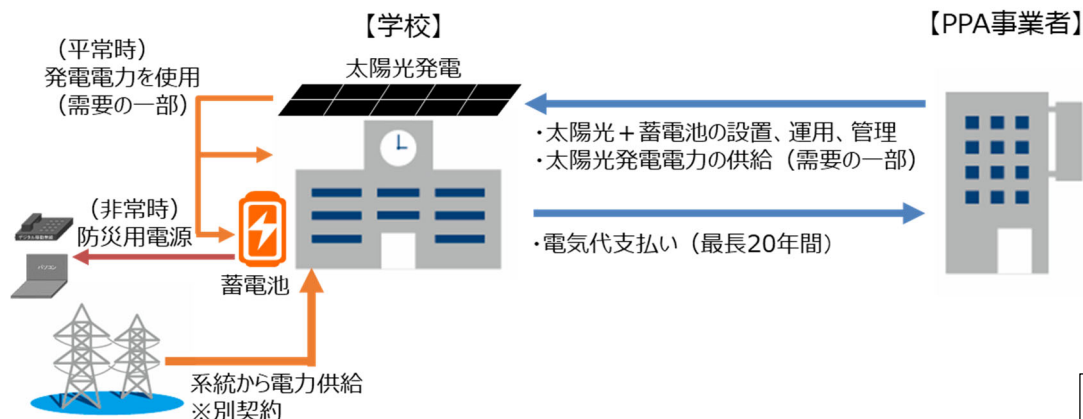 【学校】
【PPA事業者】
（平常時）
発電電力を使用
（需要の一部）
太陽光発電
・太陽光＋蓄電池の設置、運用、管理
・太陽光発電電力の供給（需要の一部）
（非常時）
防災用電源
・電気代支払い（最長20年間）
パソコン
蓄電池
系統から電力供給
※別契約